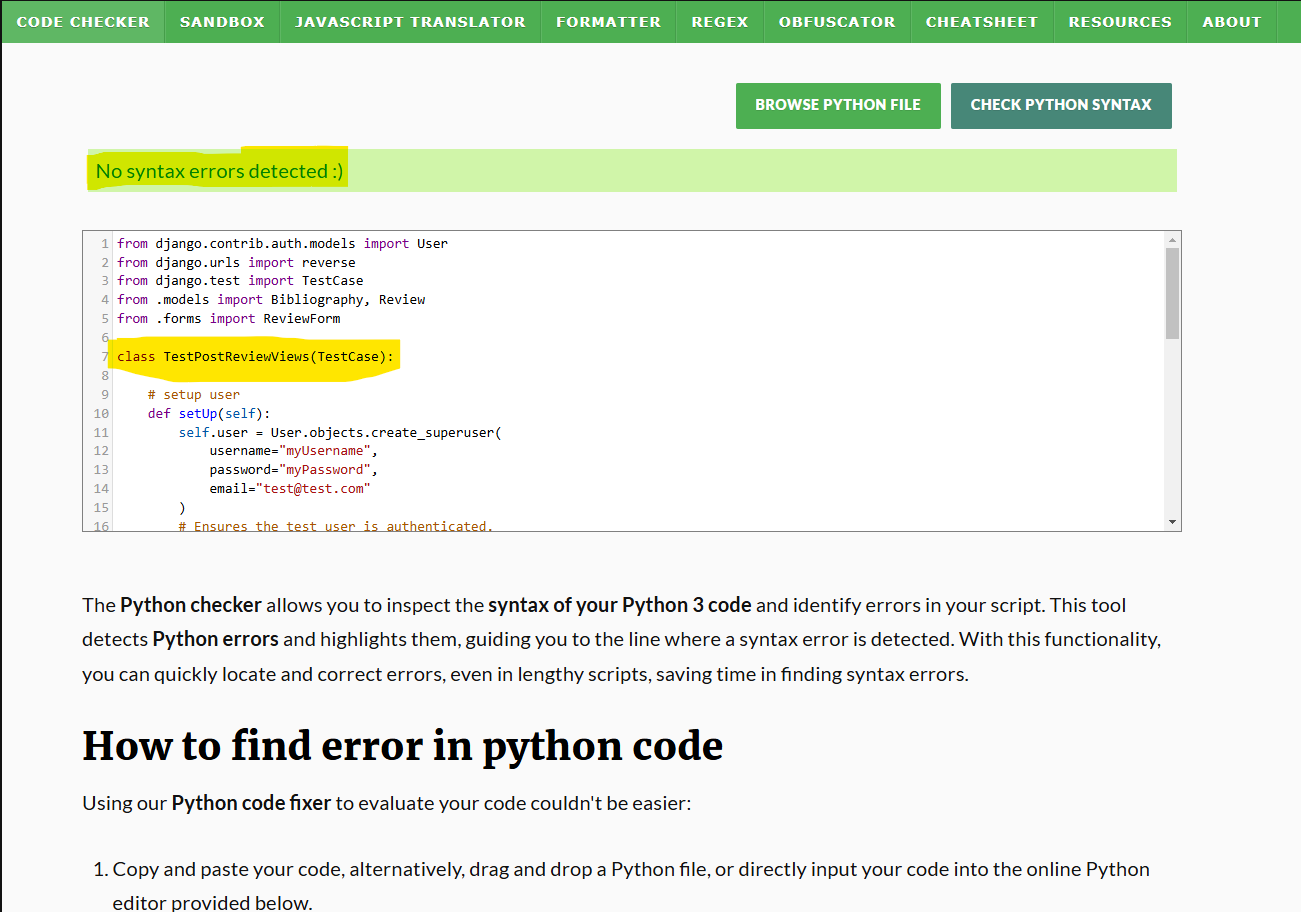 CODE CHECKER SANDBOX JAVASCRIPT TRANSLATOR FORMATTER REGEX OBFUSCATOR CHEATSHEET RESOURCES ABOUT
BROWSE PYTHON FILE CHECK PYTHON SYNTAX
No syntax errors detected :)
1 from django.contrib.auth.models import User
2 from django.urls import reverse
3 from django.test import TestCase
4 from .models import Bibliography, Review
5 from .forms import ReviewForm
6
7 class TestPostReviewViews(TestCase):
8
9 # setup user
10 def setUp(self):
11 self.user = User.objects.create_superuser(
12 username="myUsername",
13 password="myPassword",
14 email="test@test.com"
15 )
16 # Ensures the test user is authenticated.
The Python checker allows you to inspect the syntax of your Python 3 code and identify errors in your script. This tool
detects Python errors and highlights them, guiding you to the line where a syntax error is detected. With this functionality,
you can quickly locate and correct errors, even in lengthy scripts, saving time in finding syntax errors.
How to find error in python code
Using our Python code fixer to evaluate your code couldn't be easier:
1. Copy and paste your code, alternatively, drag and drop a Python file, or directly input your code into the online Python
editor provided below.